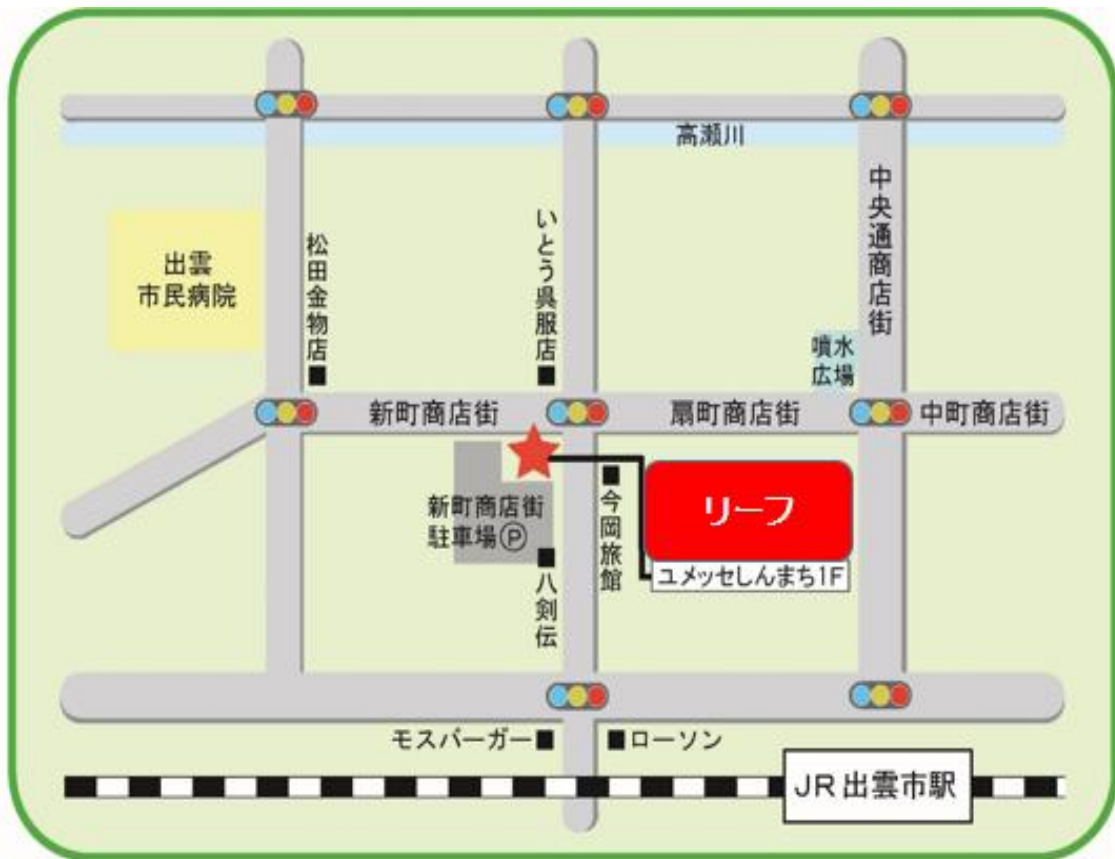 高瀬川
中央通商店街
いとう呉服店
松田金物店
出雲
市民病院
噴水
広場
新町商店街
扇町商店街
中町商店街
リーフ
ユメッセしんまち1F
今岡旅館
新町商店街
駐車場Ⓟ
八剣伝
モスバーガー■
■ローソン
JR出雲市駅